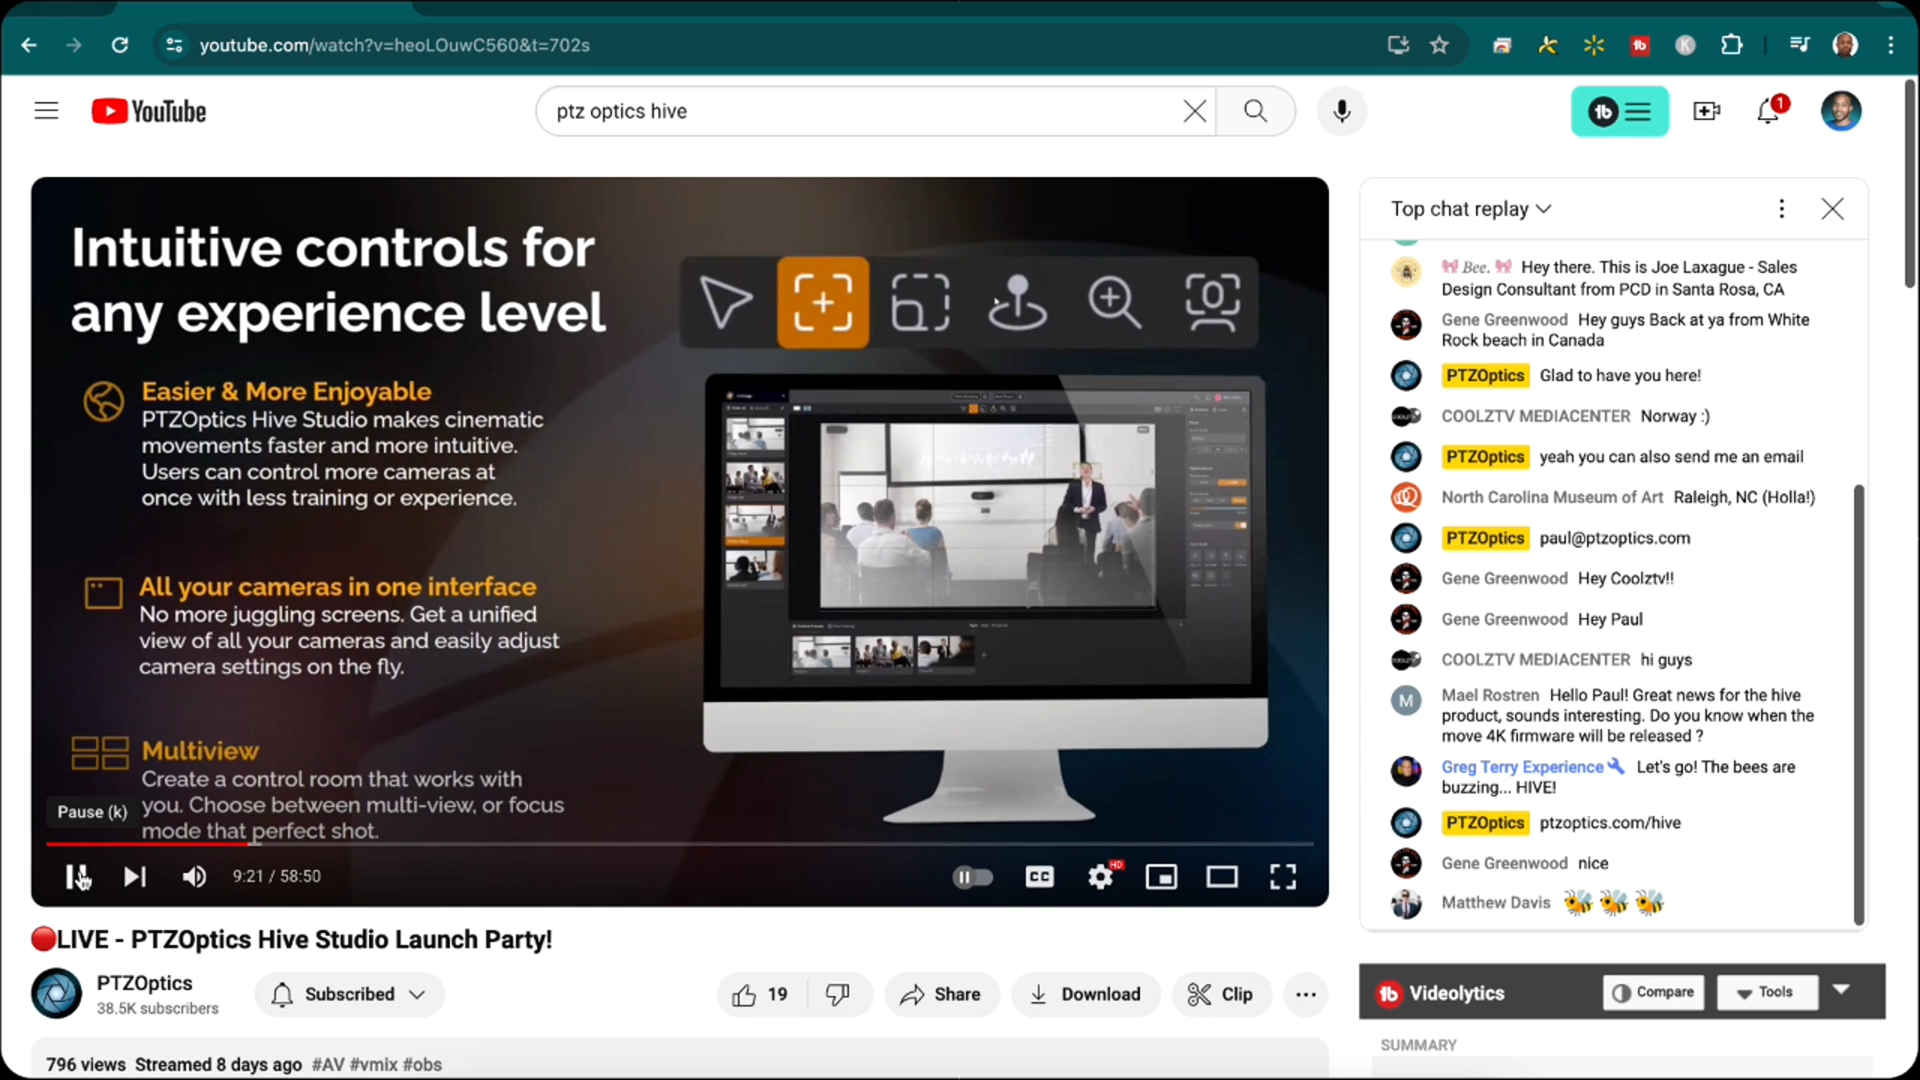 youtube.com/watch?v=heoLOuwC560&t=702s
YouTube
ptz optics hive
1
Intuitive controls for
any experience level
Easier & More Enjoyable
PTZOptics Hive Studio makes cinematic
movements faster and more intuitive.
Users can control more cameras at
once with less training or experience.
All your cameras in one interface
No more juggling screens. Get a unified
view of all your cameras and easily adjust
camera settings on the fly.
Multiview
Create a control room that works with
you. Choose between multi-view, or focus
mode that perfect shot.
Pause (k)
9:21 / 58:50
CC
HD
🔴LIVE - PTZOptics Hive Studio Launch Party!
PTZOptics
38.5K subscribers
Subscribed
19
Share
Download
Clip
796 views Streamed 8 days ago #AV #vmix #obs
Top chat replay
🎀 Bee. 🎀 Hey there. This is Joe Laxague - Sales
Design Consultant from PCD in Santa Rosa, CA
Gene Greenwood Hey guys Back at ya from White
Rock beach in Canada
PTZOptics Glad to have you here!
COOLZTV MEDIACENTER Norway :)
PTZOptics yeah you can also send me an email
North Carolina Museum of Art Raleigh, NC (Holla!)
PTZOptics paul@ptzoptics.com
Gene Greenwood Hey Coolztv!!
Gene Greenwood Hey Paul
COOLZTV MEDIACENTER hi guys
M
Mael Rostren Hello Paul! Great news for the hive
product, sounds interesting. Do you know when the
move 4K firmware will be released ?
Greg Terry Experience Let's go! The bees are
buzzing... HIVE!
PTZOptics ptzoptics.com/hive
Gene Greenwood nice
Matthew Davis 🐝 🐝 🐝
Videolytics
Compare
Tools
SUMMARY